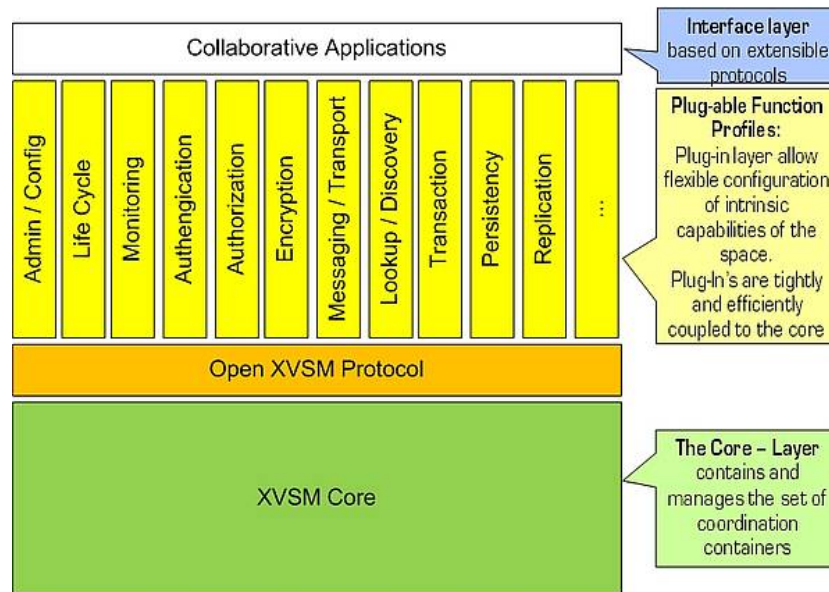 Collaborative Applications
Interface layer
based on extensible
protocols
Admin / Config
Life Cycle
Monitoring
Authengication
Authorization
Encryption
Messaging / Transport
Lookup / Discovery
Transaction
Persistency
Replication
...
Plug-able Function
Profiles:
Plug-in layer allow
flexible configuration
of intrinsic
capabilities of the
space.
Plug-In's are tightly
and efficiently
coupled to the core
Open XVSM Protocol
XVSM Core
The Core – Layer
contains and
manages the set of
coordination
containers